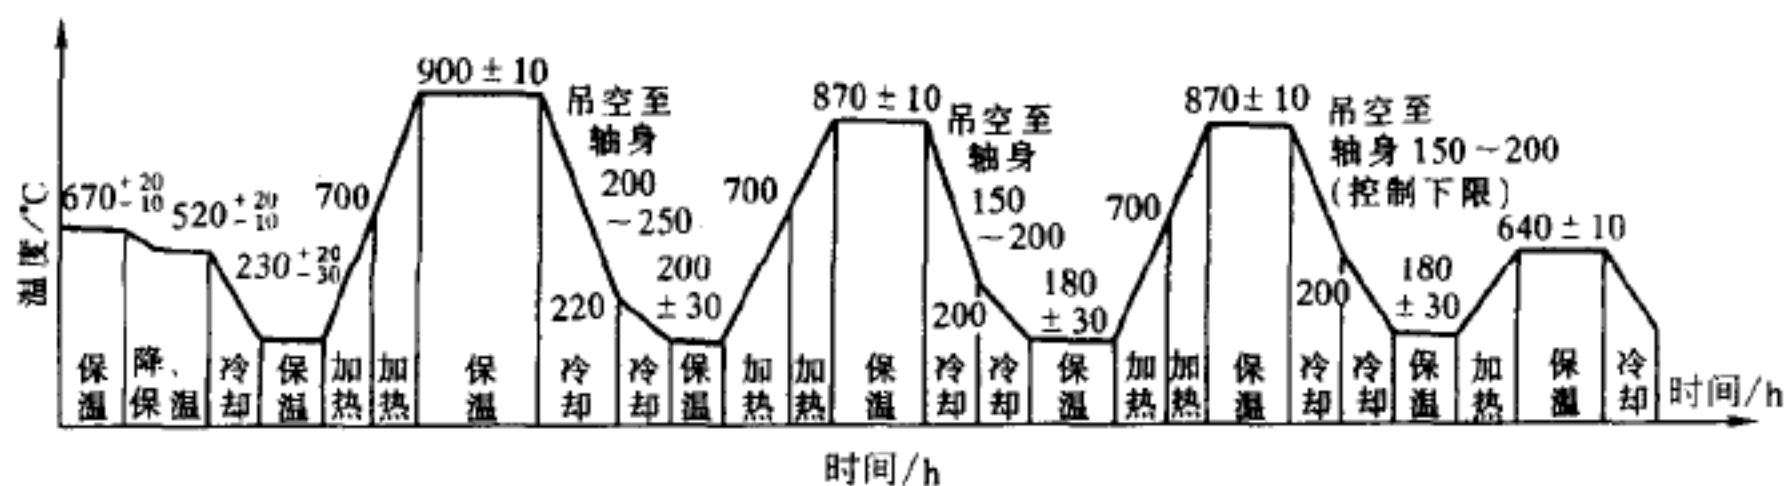 温度/°C
670 +20 -10
520 +20 -10
230 +20 -30
700
900 ± 10
吊空至
轴身
200
~250
220
200
± 30
700
870 ± 10
吊空至
轴身
150
~200
200
180
± 30
700
870 ± 10
吊空至
轴身 150 ~ 200
(控制下限)
200
180
± 30
640 ± 10
保温
降、保温
冷却
保温
加热
加热
保温
冷却
冷却
保温
加热
加热
保温
冷却
冷却
保温
加热
加热
保温
冷却
冷却
保温
加热
保温
冷却
时间/h
时间/h